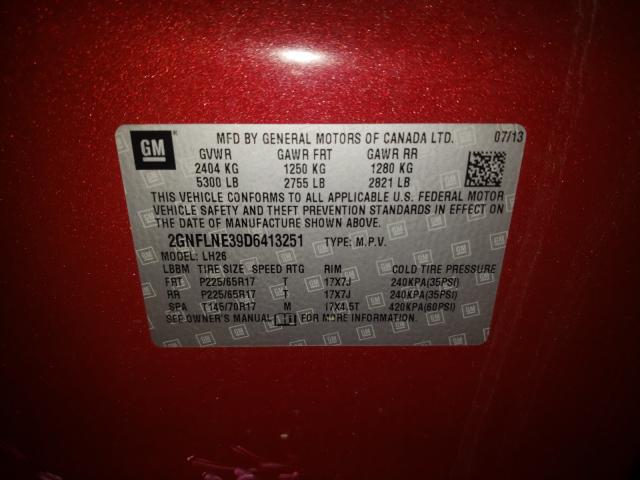 GM
MFD BY GENERAL MOTORS OF CANADA LTD. 07/13
GVWR GAWR FRT GAWR RR
2404 KG 1250 KG 1280 KG
5300 LB 2755 LB 2821 LB
THIS VEHICLE CONFORMS TO ALL APPLICABLE U.S. FEDERAL MOTOR
VEHICLE SAFETY AND THEFT PREVENTION STANDARDS IN EFFECT ON
THE DATE OF MANUFACTURE SHOWN ABOVE.
2GNFLNE39D6413251 TYPE: M.P.V.
MODEL: LH26
LBBM TIRE SIZE SPEED RTG RIM COLD TIRE PRESSURE
FRT P225/65R17 T 17X7J 240KPA(35PSI)
RR P225/65R17 T 17X7J 240KPA(35PSI)
SPA T145/70R17 M 17X4.5T 420KPA(60PSI)
SEE OWNER'S MANUAL FOR MORE INFORMATION.